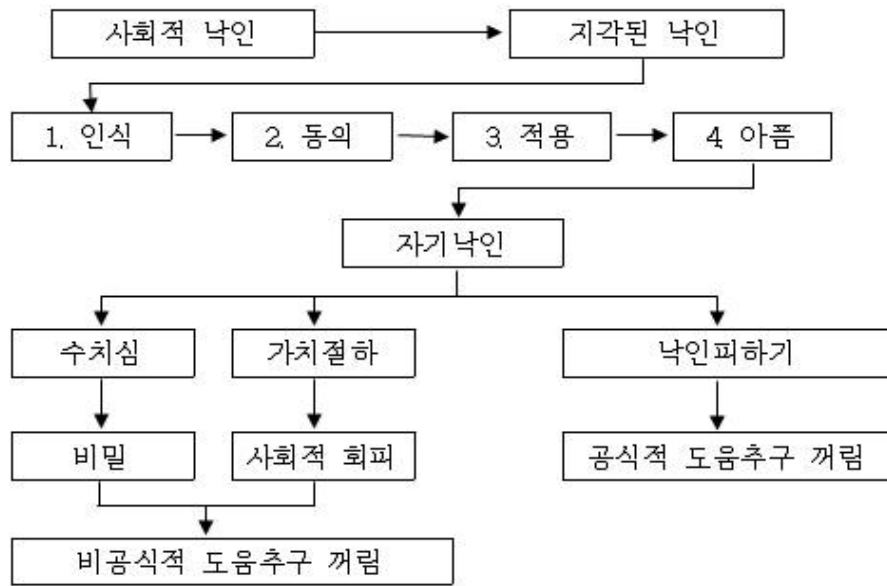 사회적 낙인
지각된 낙인
1. 인식
2. 동의
3. 적용
4. 아픔
자기낙인
수치심
가치절하
낙인피하기
비밀
사회적 회피
공식적 도움추구 꺼림
비공식적 도움추구 꺼림